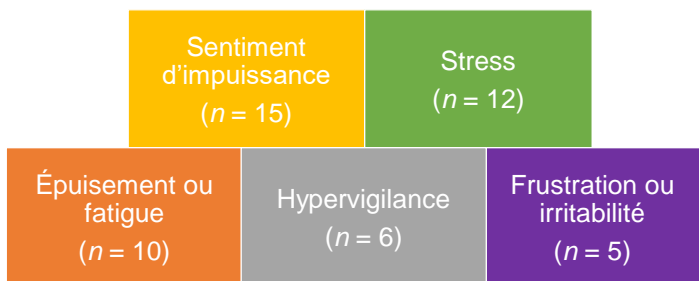 Sentiment
d'impuissance
(n = 15)
Stress
(n = 12)
Épuisement ou
fatigue
(n = 10)
Hypervigilance
(n = 6)
Frustration ou
irritabilité
(n = 5)